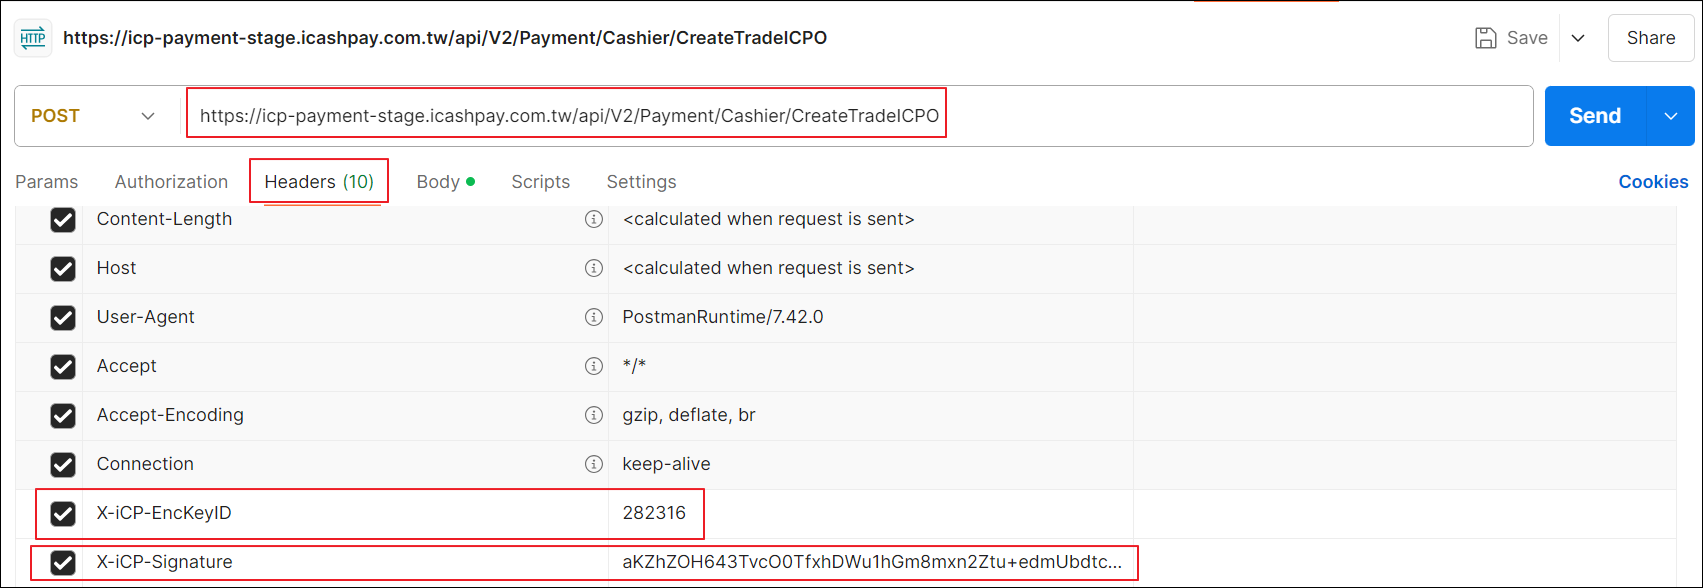 HTTP https://icp-payment-stage.icashpay.com.tw/api/V2/Payment/Cashier/CreateTradeICPO Save Share
POST https://icp-payment-stage.icashpay.com.tw/api/V2/Payment/Cashier/CreateTradeICPO Send
Params Authorization Headers (10) Body Scripts Settings Cookies
Content-Length <calculated when request is sent>
Host <calculated when request is sent>
User-Agent PostmanRuntime/7.42.0
Accept */*
Accept-Encoding gzip, deflate, br
Connection keep-alive
X-iCP-EncKeyID 282316
X-iCP-Signature aKZhZOH643TvcO0TfxhDWu1hGm8mxn2Ztu+edmUbdtc...